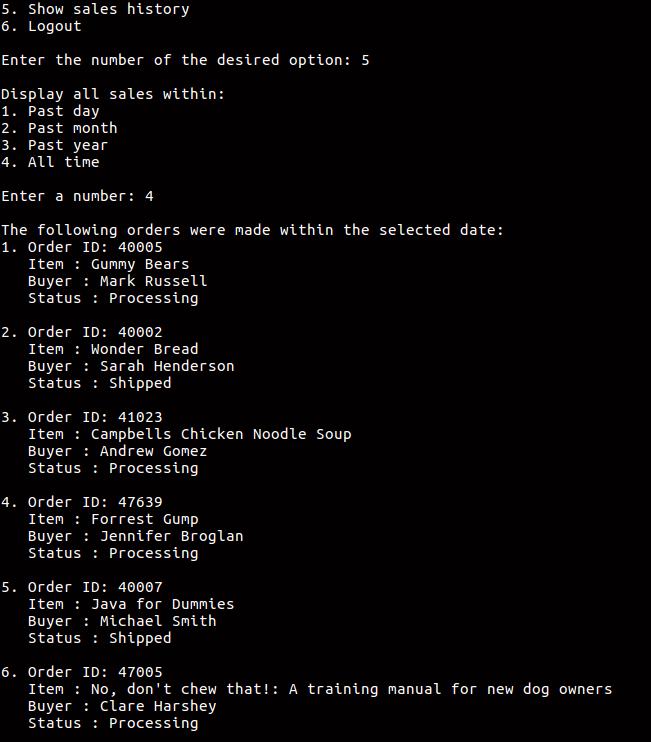 5. Show sales history
6. Logout
Enter the number of the desired option: 5
Display all sales within:
1. Past day
2. Past month
3. Past year
4. All time
Enter a number: 4
The following orders were made within the selected date:
1. Order ID: 40005
Item : Gummy Bears
Buyer : Mark Russell
Status : Processing
2. Order ID: 40002
Item : Wonder Bread
Buyer : Sarah Henderson
Status : Shipped
3. Order ID: 41023
Item : Campbells Chicken Noodle Soup
Buyer : Andrew Gomez
Status : Processing
4. Order ID: 47639
Item : Forrest Gump
Buyer : Jennifer Broglan
Status : Processing
5. Order ID: 40007
Item : Java for Dummies
Buyer : Michael Smith
Status : Shipped
6. Order ID: 47005
Item : No, don't chew that!: A training manual for new dog owners
Buyer : Clare Harshey
Status : Processing